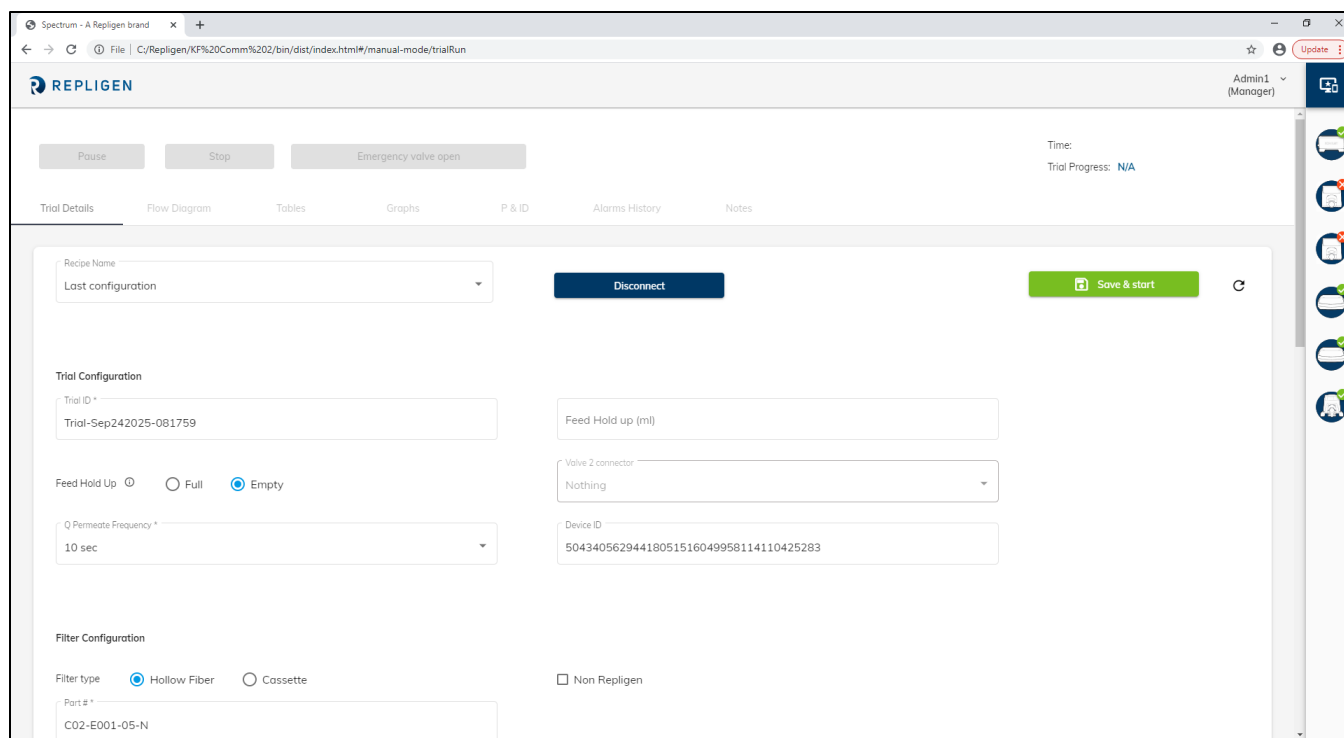 Spectrum - A Repligen brand
File | C:/Repligen/KF%20Comm%202/bin/dist/index.html#/manual-mode/trialRun
Update
REPLIGEN
Admin1
(Manager)
Pause Stop Emergency valve open
Time:
Trial Progress: N/A
Trial Details Flow Diagram Tables Graphs P & ID Alarms History Notes
Recipe Name
Last configuration
Disconnect
Save & start
Trial Configuration
Trial ID *
Trial-Sep242025-081759
Feed Hold up (ml)
Feed Hold Up Full Empty
Valve 2 connector
Nothing
Q Permeate Frequency *
10 sec
Device ID
50434056294418051516049958114110425283
Filter Configuration
Filter type Hollow Fiber Cassette
Non Repligen
Part # *
C02-E001-05-N